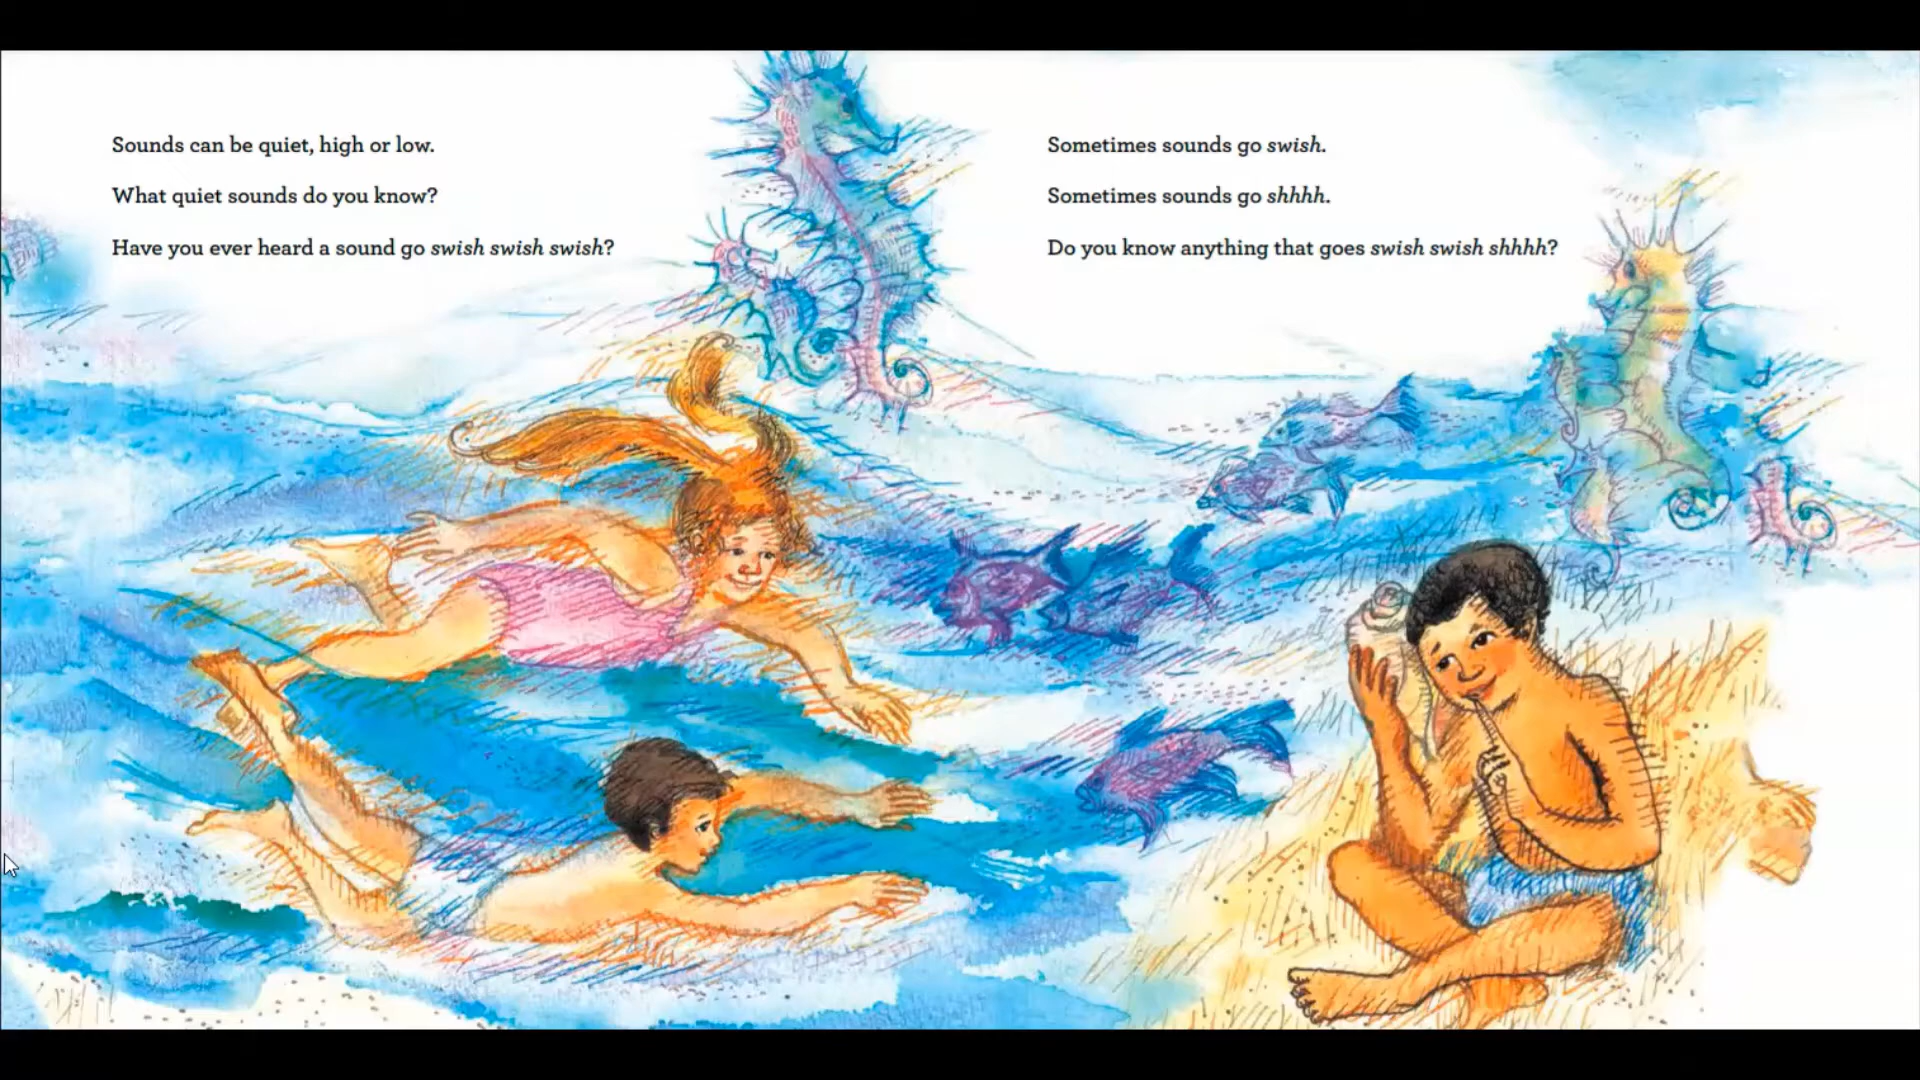 Sounds can be quiet, high or low.
What quiet sounds do you know?
Have you ever heard a sound go swish swish swish?
Sometimes sounds go swish.
Sometimes sounds go shhhh.
Do you know anything that goes swish swish shhhh?